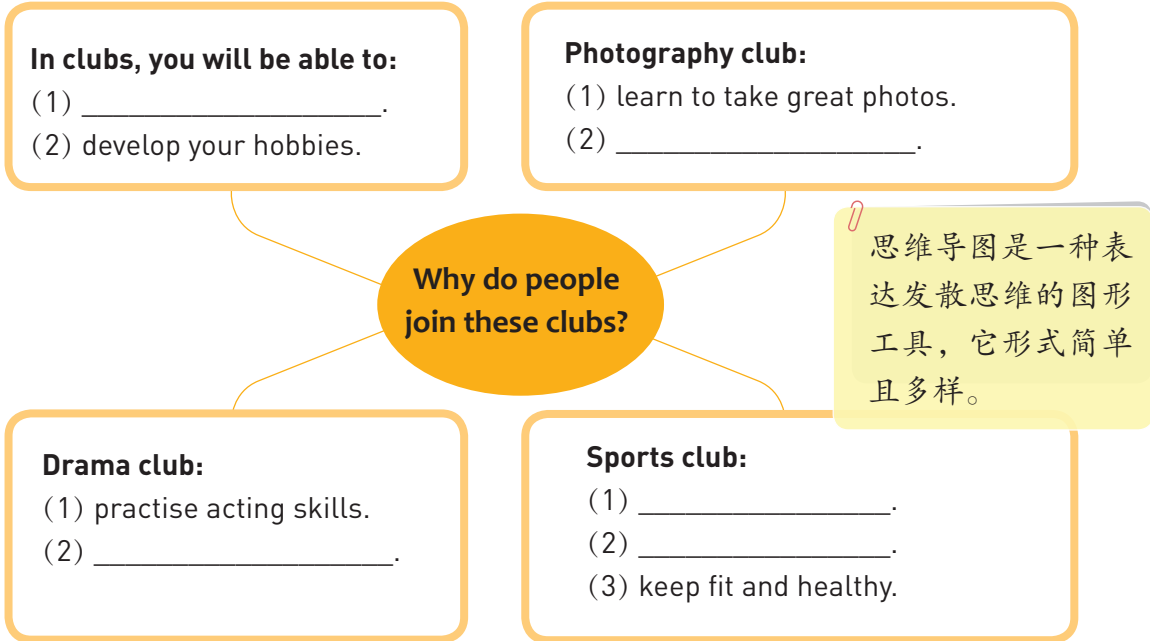 In clubs, you will be able to:
(1) ___________________.
(2) develop your hobbies.
Photography club:
(1) learn to take great photos.
(2) ___________________.
Why do people
join these clubs?
思维导图是一种表
达发散思维的图形
工具，它形式简单
且多样。
Drama club:
(1) practise acting skills.
(2) ___________________.
Sports club:
(1) ________________.
(2) ________________.
(3) keep fit and healthy.